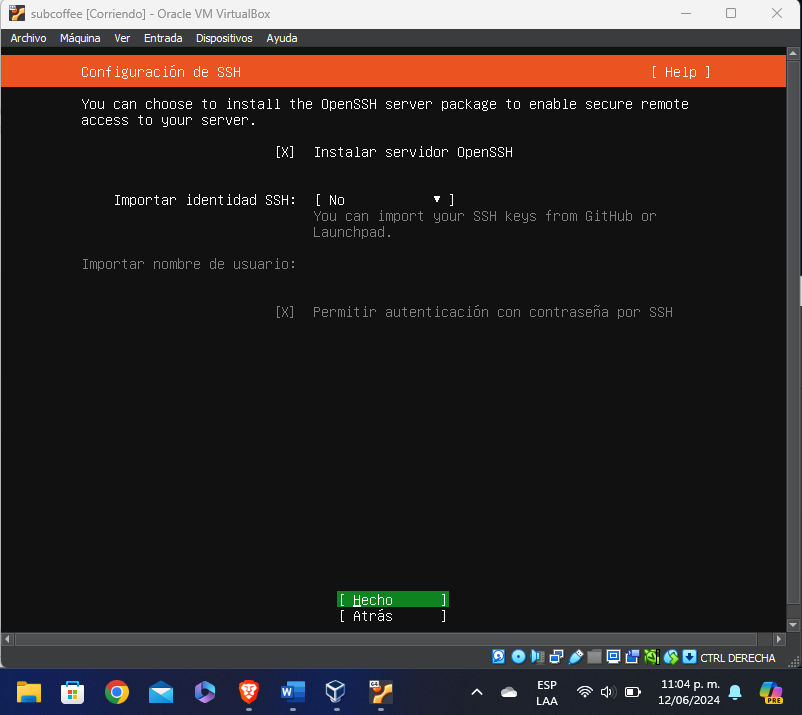 subcoffee [Corriendo] - Oracle VM VirtualBox
Archivo Máquina Ver Entrada Dispositivos Ayuda
Configuración de SSH [ Help ]
You can choose to install the OpenSSH server package to enable secure remote
access to your server.
[X] Instalar servidor OpenSSH
Importar identidad SSH: [ No ▾ ]
You can import your SSH keys from GitHub or
Launchpad.
Importar nombre de usuario:
[X] Permitir autenticación con contraseña por SSH
[ Hecho ]
[ Atrás ]
CTRL DERECHA
ESP
LAA
11:04 p. m.
12/06/2024
PRE